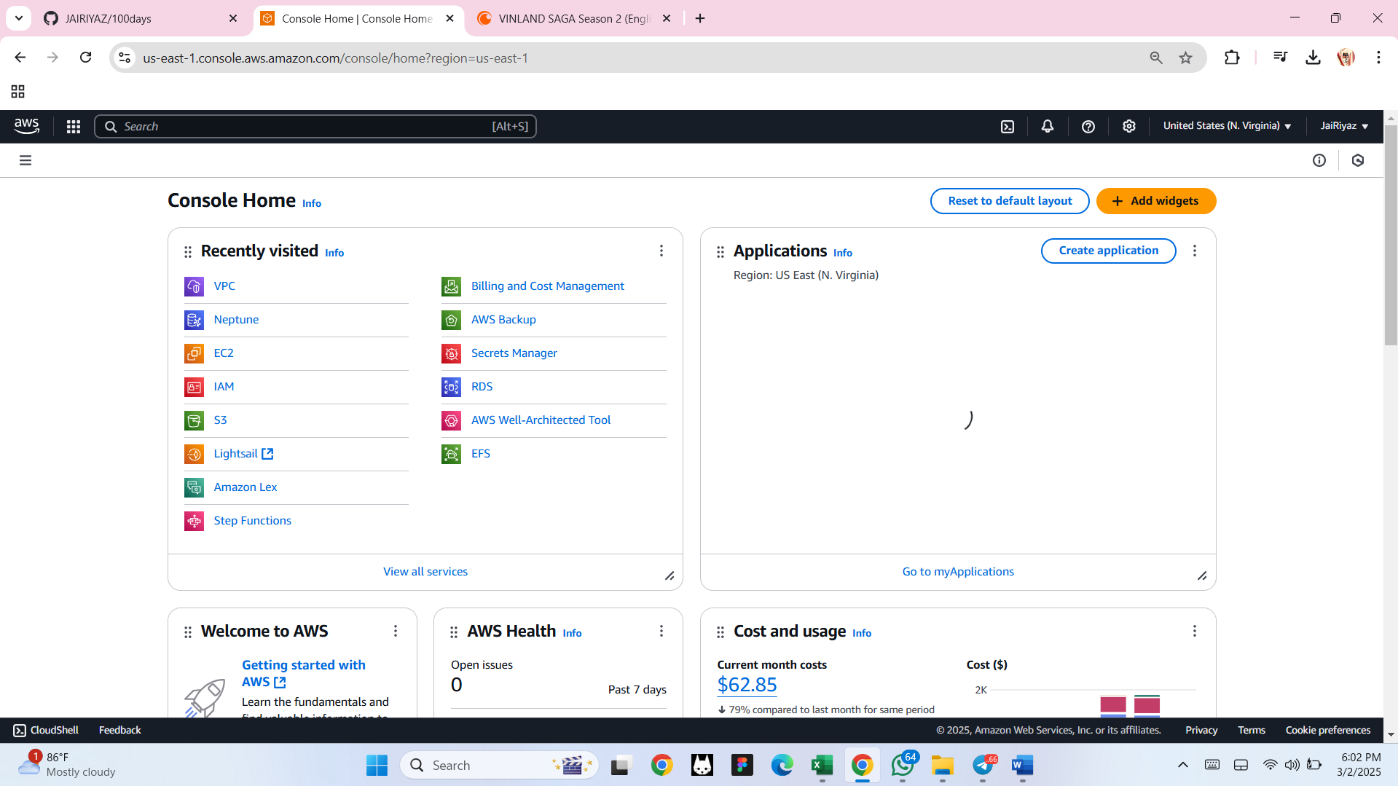 JAIRIYAZ/100days
Console Home | Console Home
VINLAND SAGA Season 2 (Engl
us-east-1.console.aws.amazon.com/console/home?region=us-east-1
aws
Search
[Alt+S]
United States (N. Virginia)
JaiRiyaz
Console Home Info
Reset to default layout
Add widgets
Recently visited Info
VPC
Neptune
EC2
IAM
S3
Lightsail
Amazon Lex
Step Functions
Billing and Cost Management
AWS Backup
Secrets Manager
RDS
AWS Well-Architected Tool
EFS
View all services
Applications Info
Create application
Region: US East (N. Virginia)
Go to myApplications
Welcome to AWS
Getting started with
AWS
Learn the fundamentals and
find valuable information to
AWS Health Info
Open issues
0
Past 7 days
Cost and usage Info
Current month costs
$62.85
79% compared to last month for same period
Cost ($)
2K
CloudShell
Feedback
© 2025, Amazon Web Services, Inc. or its affiliates.
Privacy
Terms
Cookie preferences
1
86°F
Mostly cloudy
Search
64
.66
6:02 PM
3/2/2025